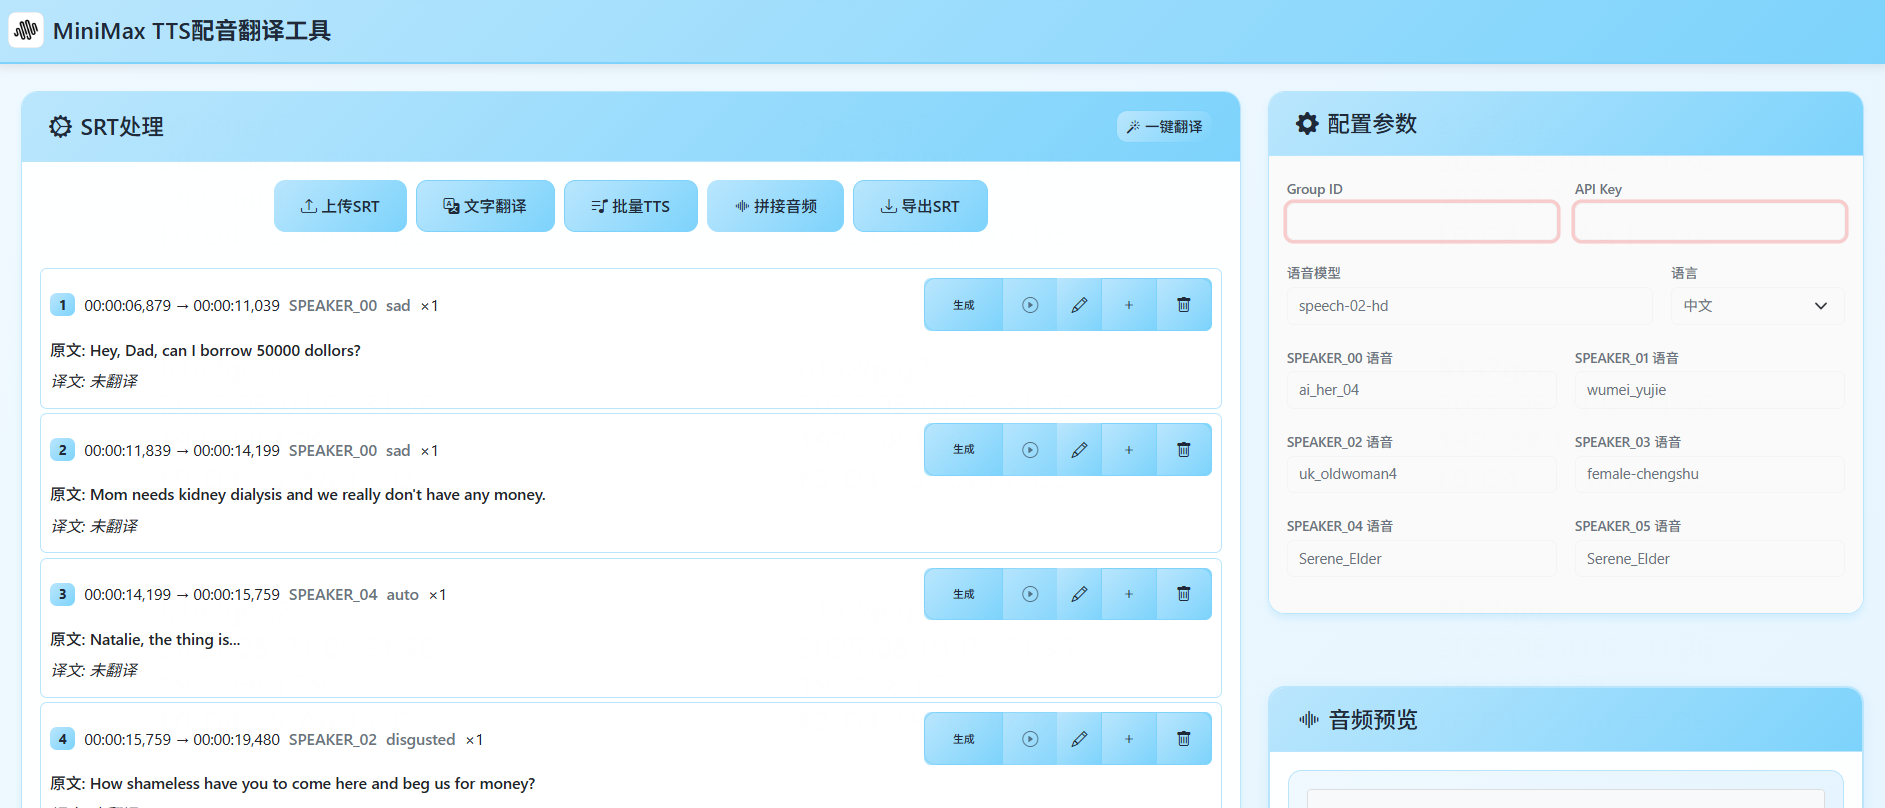 MiniMax TTS配音翻译工具
SRT处理
一键翻译
上传SRT
文字翻译
批量TTS
拼接音频
导出SRT
1 00:00:06,879 → 00:00:11,039 SPEAKER_00 sad ×1
生成
原文: Hey, Dad, can I borrow 50000 dollors?
译文: 未翻译
2 00:00:11,839 → 00:00:14,199 SPEAKER_00 sad ×1
生成
原文: Mom needs kidney dialysis and we really don't have any money.
译文: 未翻译
3 00:00:14,199 → 00:00:15,759 SPEAKER_04 auto ×1
生成
原文: Natalie, the thing is...
译文: 未翻译
4 00:00:15,759 → 00:00:19,480 SPEAKER_02 disgusted ×1
生成
原文: How shameless have you to come here and beg us for money?
配置参数
Group ID
API Key
语音模型
语言
speech-02-hd
中文
SPEAKER_00 语音
SPEAKER_01 语音
ai_her_04
wumei_yujie
SPEAKER_02 语音
SPEAKER_03 语音
uk_oldwoman4
female-chengshu
SPEAKER_04 语音
SPEAKER_05 语音
Serene_Elder
Serene_Elder
音频预览